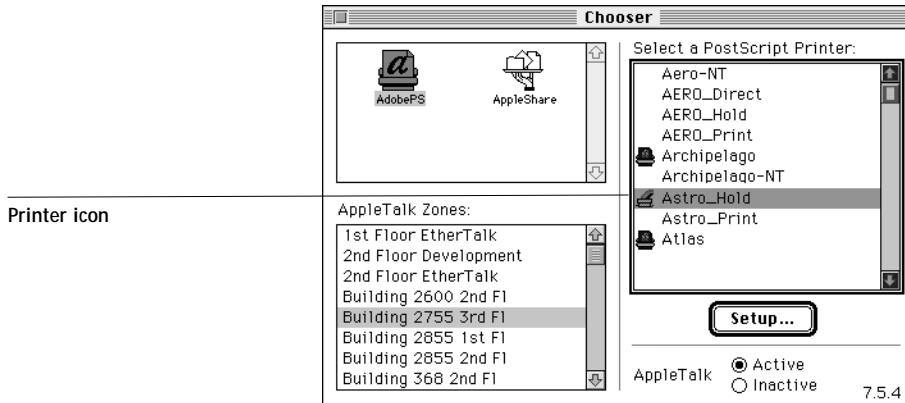 Chooser
AdobePS
AppleShare
Select a PostScript Printer:
Aero-NT
AERO_Direct
AERO_Hold
AERO_Print
Archipelago
Archipelago-NT
Astro_Hold
Astro_Print
Atlas
Printer icon
AppleTalk Zones:
1st Floor EtherTalk
2nd Floor Development
2nd Floor EtherTalk
Building 2600 2nd Fl
Building 2755 3rd Fl
Building 2855 1st Fl
Building 2855 2nd Fl
Building 368 2nd Fl
Setup...
AppleTalk
Active
Inactive
7.5.4